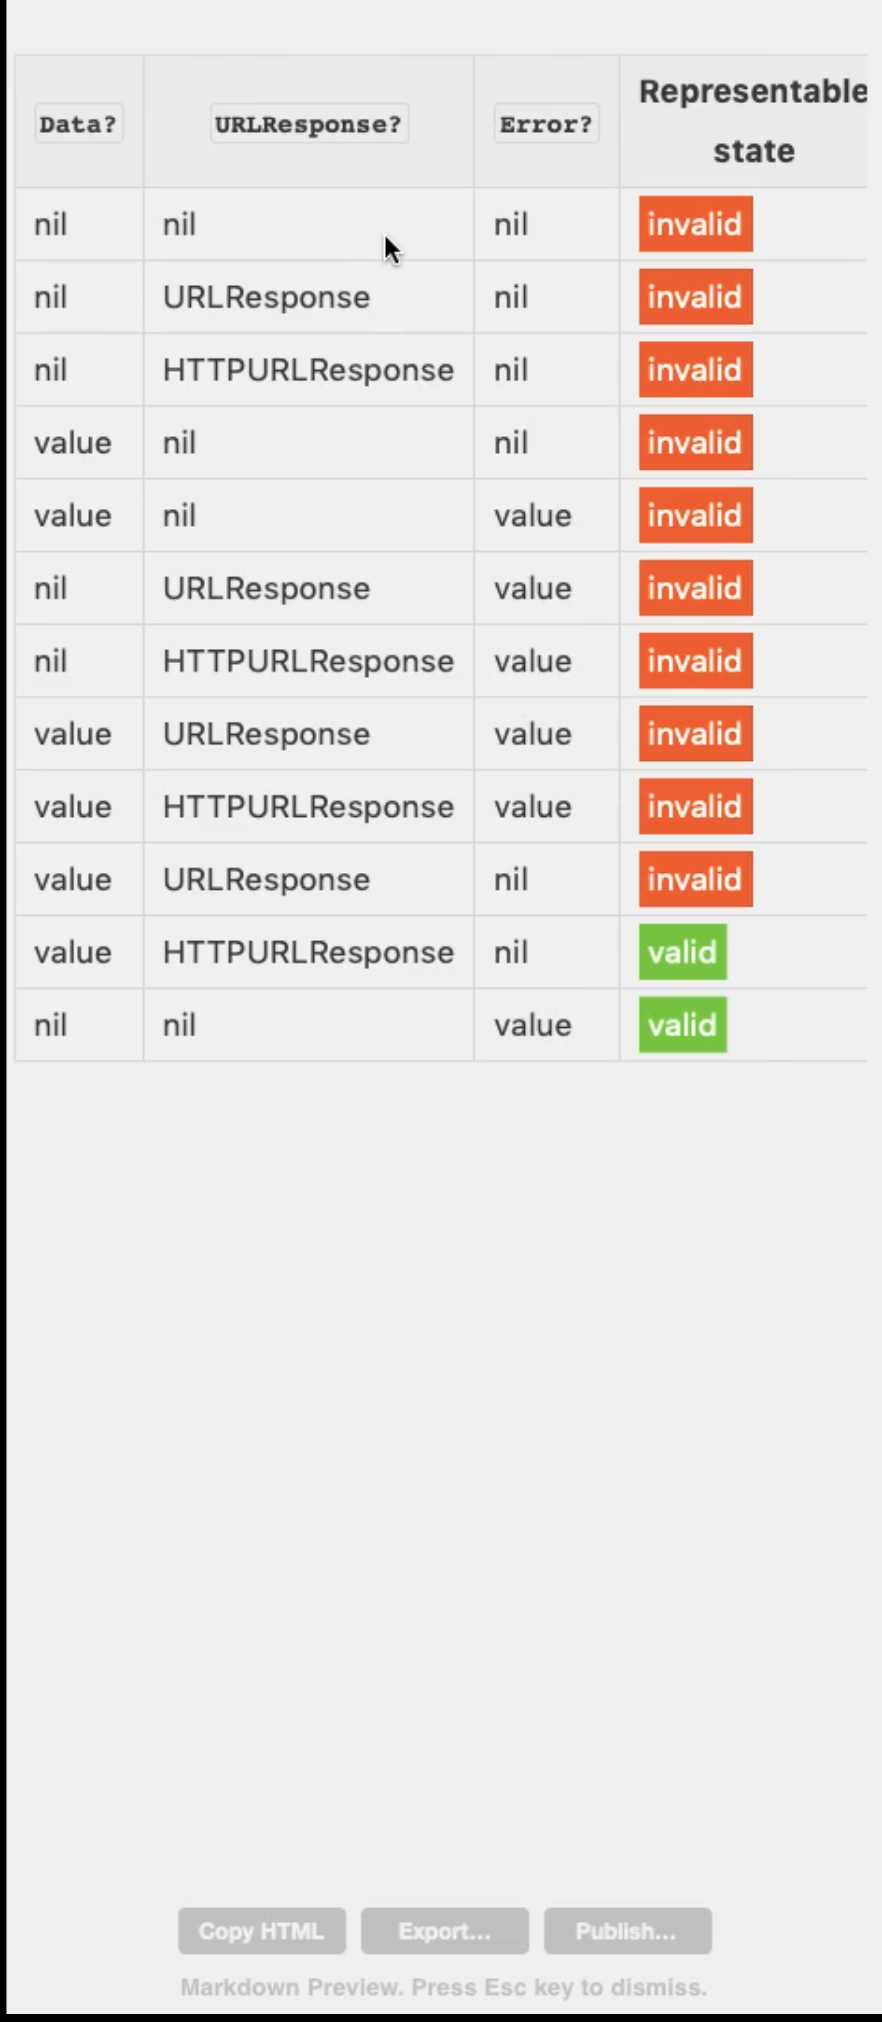 Data? URLResponse? Error? Representable state
nil nil nil invalid
nil URLResponse nil invalid
nil HTTPURLResponse nil invalid
value nil nil invalid
value nil value invalid
nil URLResponse value invalid
nil HTTPURLResponse value invalid
value URLResponse value invalid
value HTTPURLResponse value invalid
value URLResponse nil invalid
value HTTPURLResponse nil valid
nil nil value valid
Copy HTML Export... Publish...
Markdown Preview. Press Esc key to dismiss.